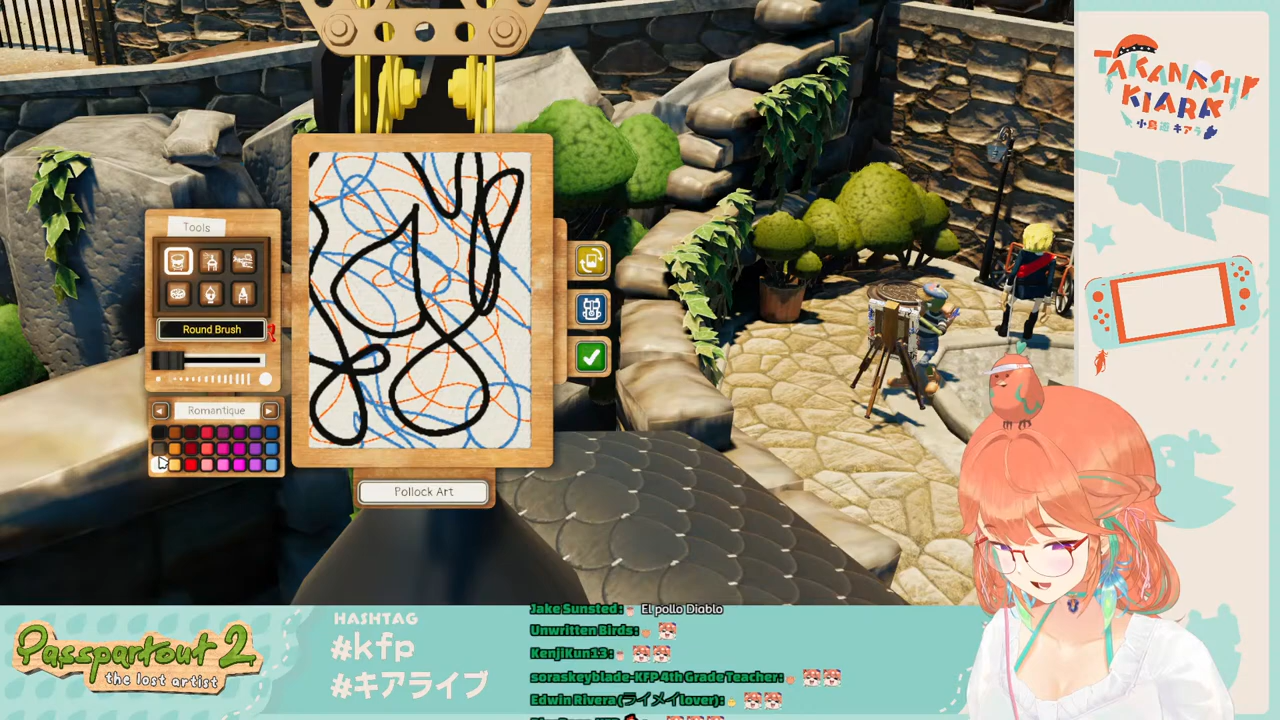 Tools
Round Brush
Romantique
Pollock Art
TAKANASHI
KIARA
小鳥遊キアラ
Passpartout 2
the lost artist
HASHTAG
#kfp
#キアライブ
Jake Sunsted: El pollo Diablo
Unwritten Birds:
KenjiKun13:
soraskeyblade-KFP 4th Grade Teacher:
Edwin Rivera(ライメイlover):